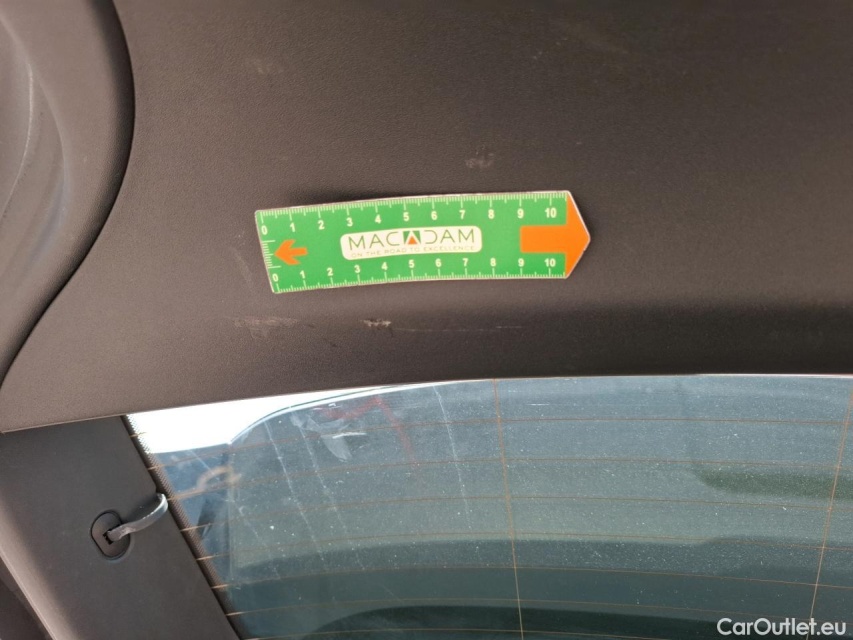 0 1 2 3 4 5 6 7 8 9 10
MACADAM
ON THE ROAD TO EXCELLENCE
0 1 2 3 4 5 6 7 8 9 10
CarOutlet.eu